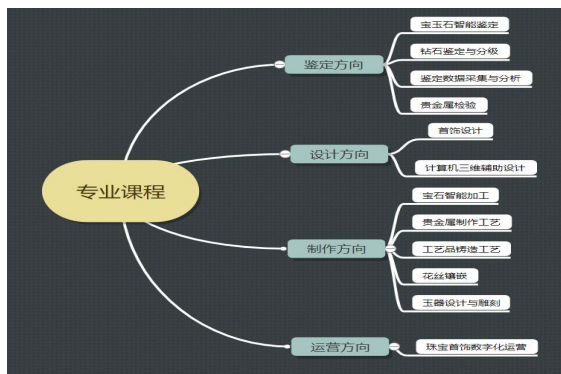 专业课程
鉴定方向
宝玉石智能鉴定
钻石鉴定与分级
鉴定数据采集与分析
贵金属检验
设计方向
首饰设计
计算机三维辅助设计
制作方向
宝石智能加工
贵金属制作工艺
工艺品铸造工艺
花丝镶嵌
玉器设计与雕刻
运营方向
珠宝首饰数字化运营